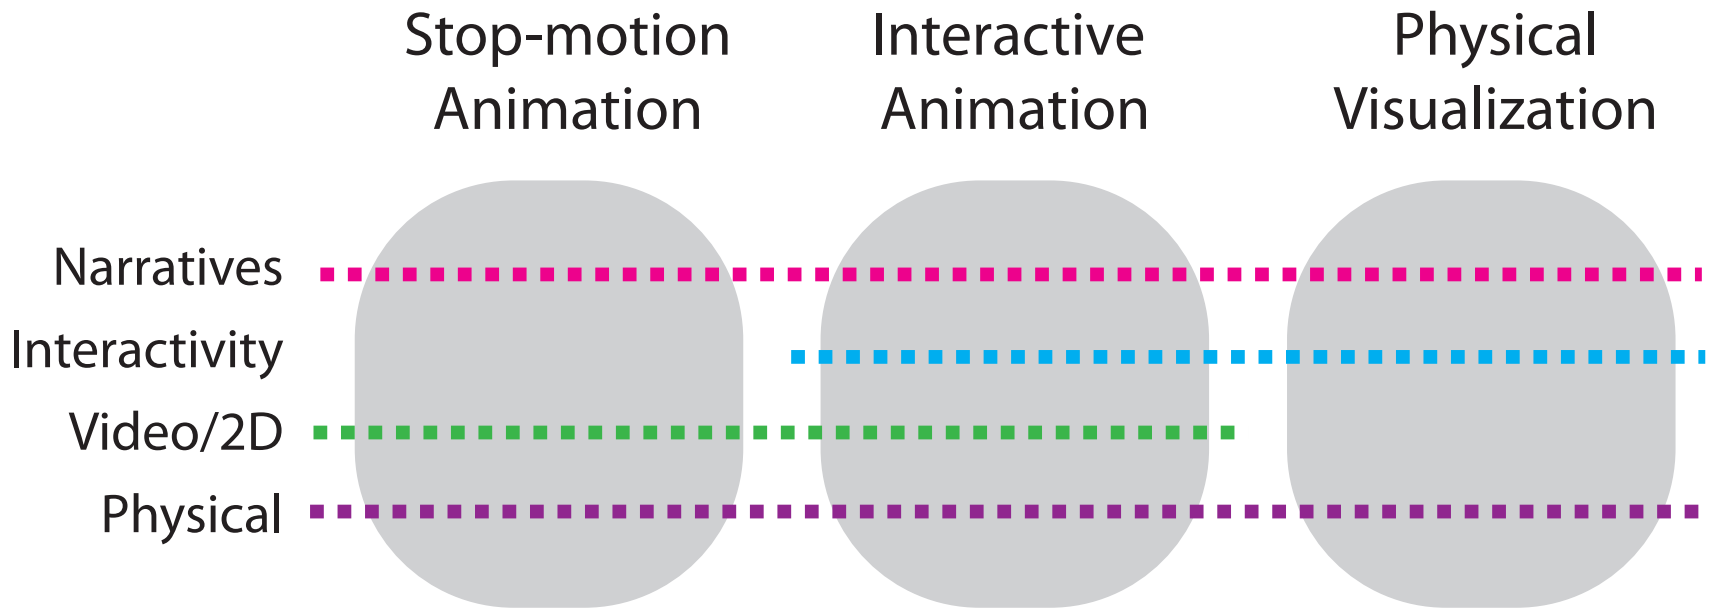 Stop-motion
Animation
Interactive
Animation
Physical
Visualization
Narratives
Interactivity
Video/2D
Physical